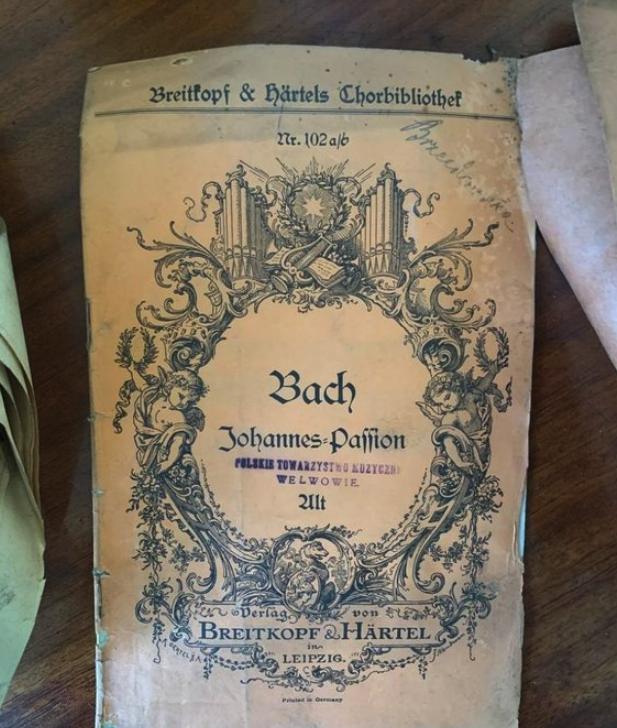 Breitkopf & Härtels Chorbibliothek
Nr. 102 a/b
Bach
Johannes-Passion
POLSKIE TOWARZYSTWO MUZYCZNE
WE LWOWIE.
Alt
Verlag von
BREITKOPF & HÄRTEL
in
LEIPZIG.
Printed in Germany